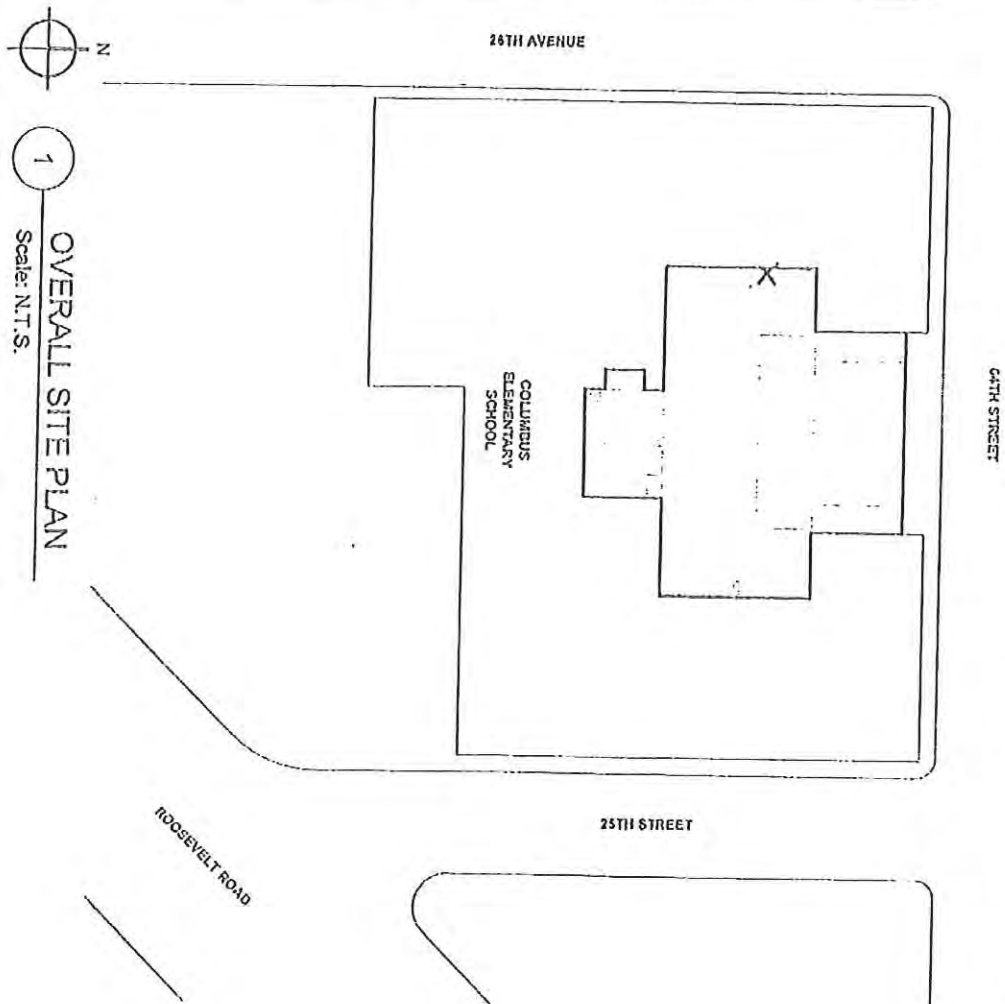 26TH AVENUE
N
1
OVERALL SITE PLAN
Scale: N.T.S.
64TH STREET
COLUMBUS
ELEMENTARY
SCHOOL
X
25TH STREET
ROOSEVELT ROAD